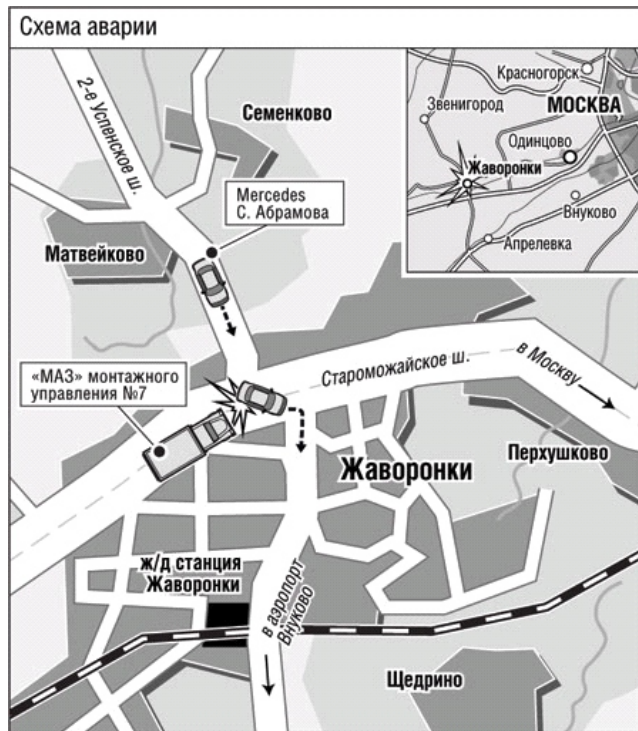 Схема аварии
2-е Успенское ш.
Семенково
Mercedes
С. Абрамова
Матвейково
«МАЗ» монтажного
управления №7
Красногорск
Звенигород
МОСКВА
Одинцово
Жаворонки
Внуково
Апрелевка
Староможайское ш.
в Москву
Жаворонки
Перхушково
ж/д станция
Жаворонки
в аэропорт
Внуково
Щедрино